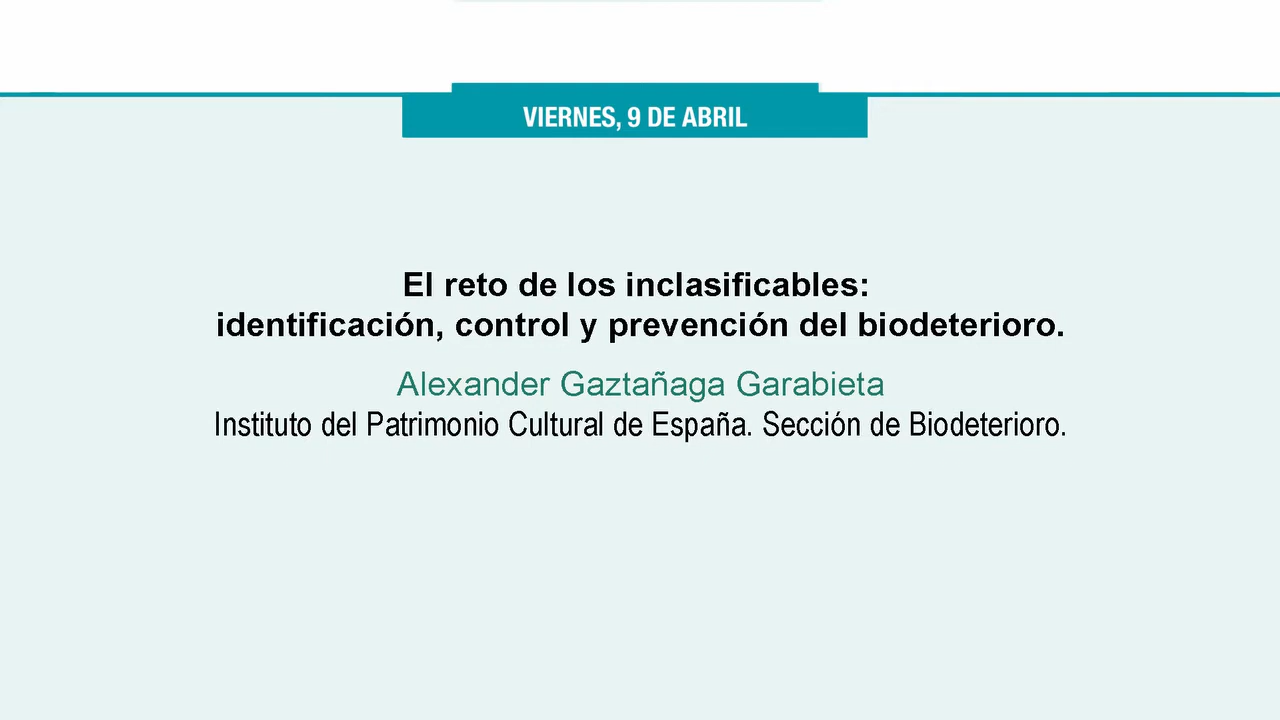 VIERNES, 9 DE ABRIL
El reto de los inclasificables:
identificación, control y prevención del biodeterioro.
Alexander Gaztañaga Garabieta
Instituto del Patrimonio Cultural de España. Sección de Biodeterioro.